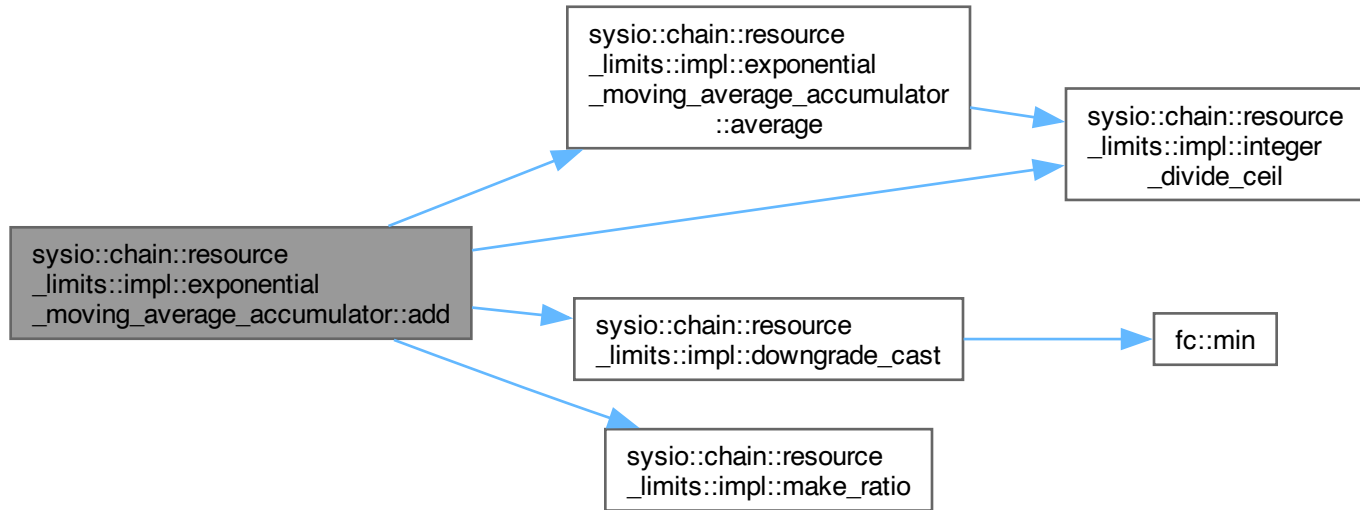 sysio::chain::resource
_limits::impl::exponential
_moving_average_accumulator
::average
sysio::chain::resource
_limits::impl::integer
_divide_ceil
sysio::chain::resource
_limits::impl::exponential
_moving_average_accumulator::add
sysio::chain::resource
_limits::impl::downgrade_cast
fc::min
sysio::chain::resource
_limits::impl::make_ratio